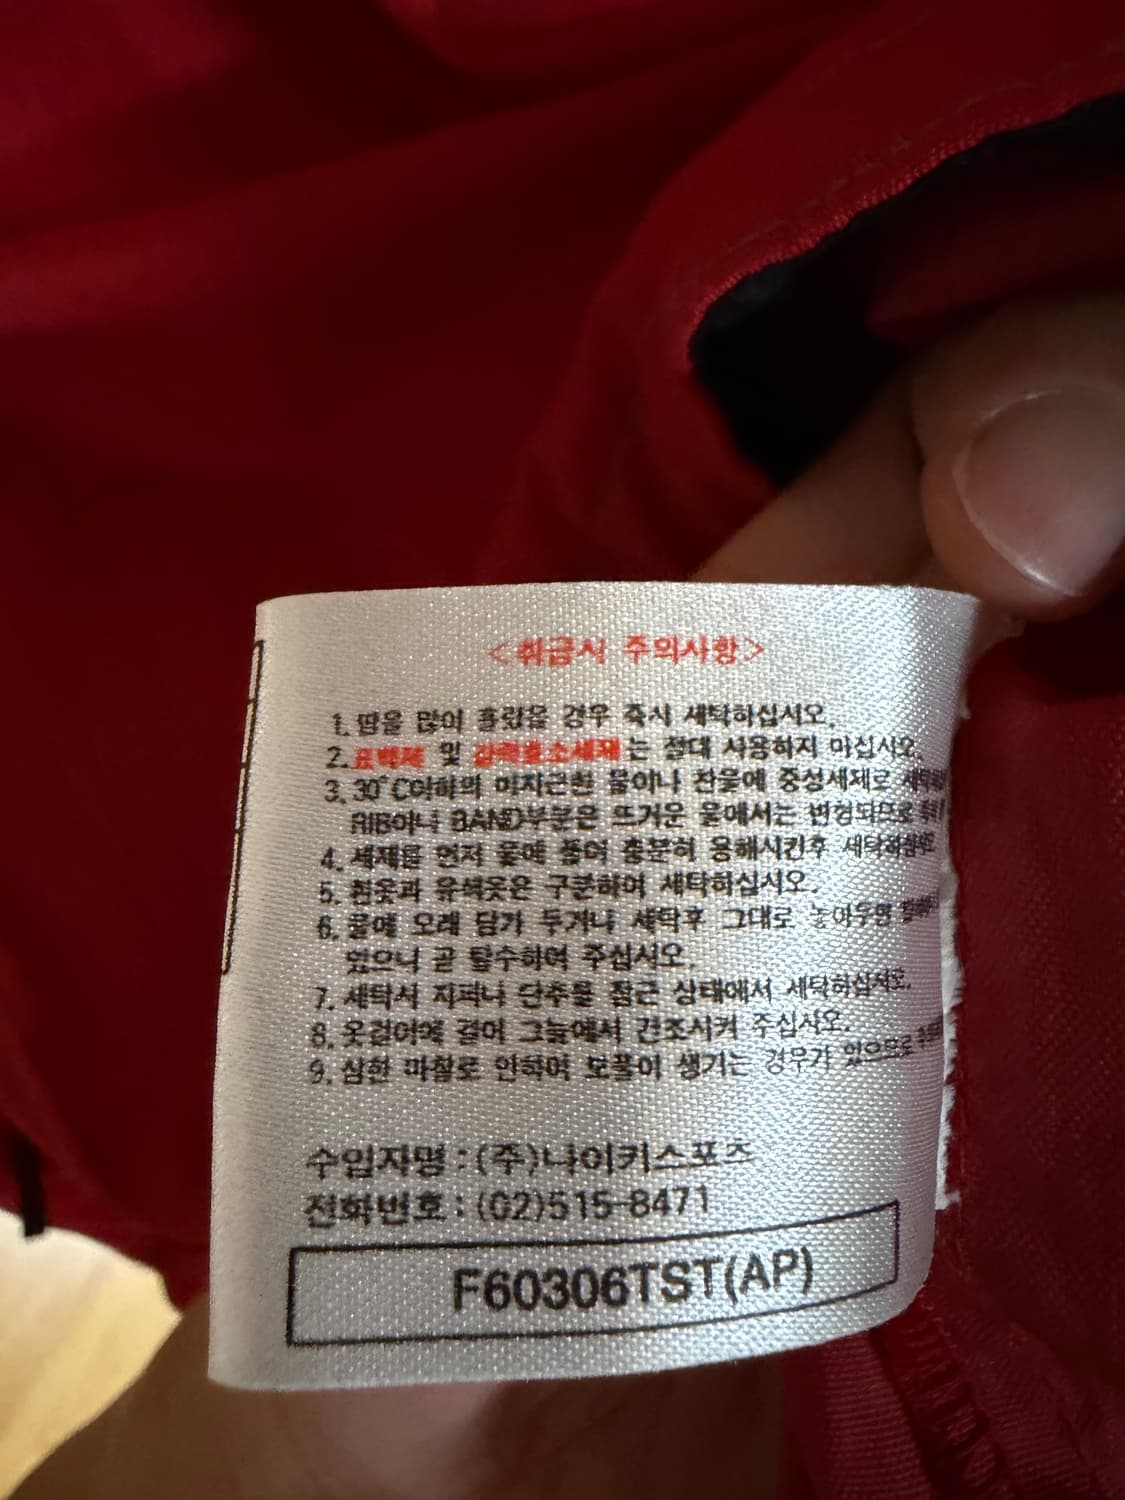 <취급시 주의사항>
1. 땀을 많이 흘렸을 경우 즉시 세탁하십시오.
2. 표백제 및 강력효소세제는 절대 사용하지 마십시오.
3. 30°C이하의 미지근한 물이나 찬물에 중성세제로
RIB이나 BAND부분은 뜨거운 물에서는 변형되므로
4. 세제를 먼저 물에 풀어 충분히 용해시킨후 세탁하십시오.
5. 흰옷과 유색옷은 구분하여 세탁하십시오.
6. 물에 오래 담가 두거나 세탁후 그대로 놓아두면
있으니 곧 탈수하여 주십시오.
7. 세탁시 지퍼나 단추를 잠근 상태에서 세탁하십시오.
8. 옷걸이에 걸어 그늘에서 건조시켜 주십시오.
9. 심한 마찰로 인하여 보풀이 생기는 경우가 있으므로
수입자명 : (주)나이키스포츠
전화번호 : (02)515-8471
F60306TST(AP)